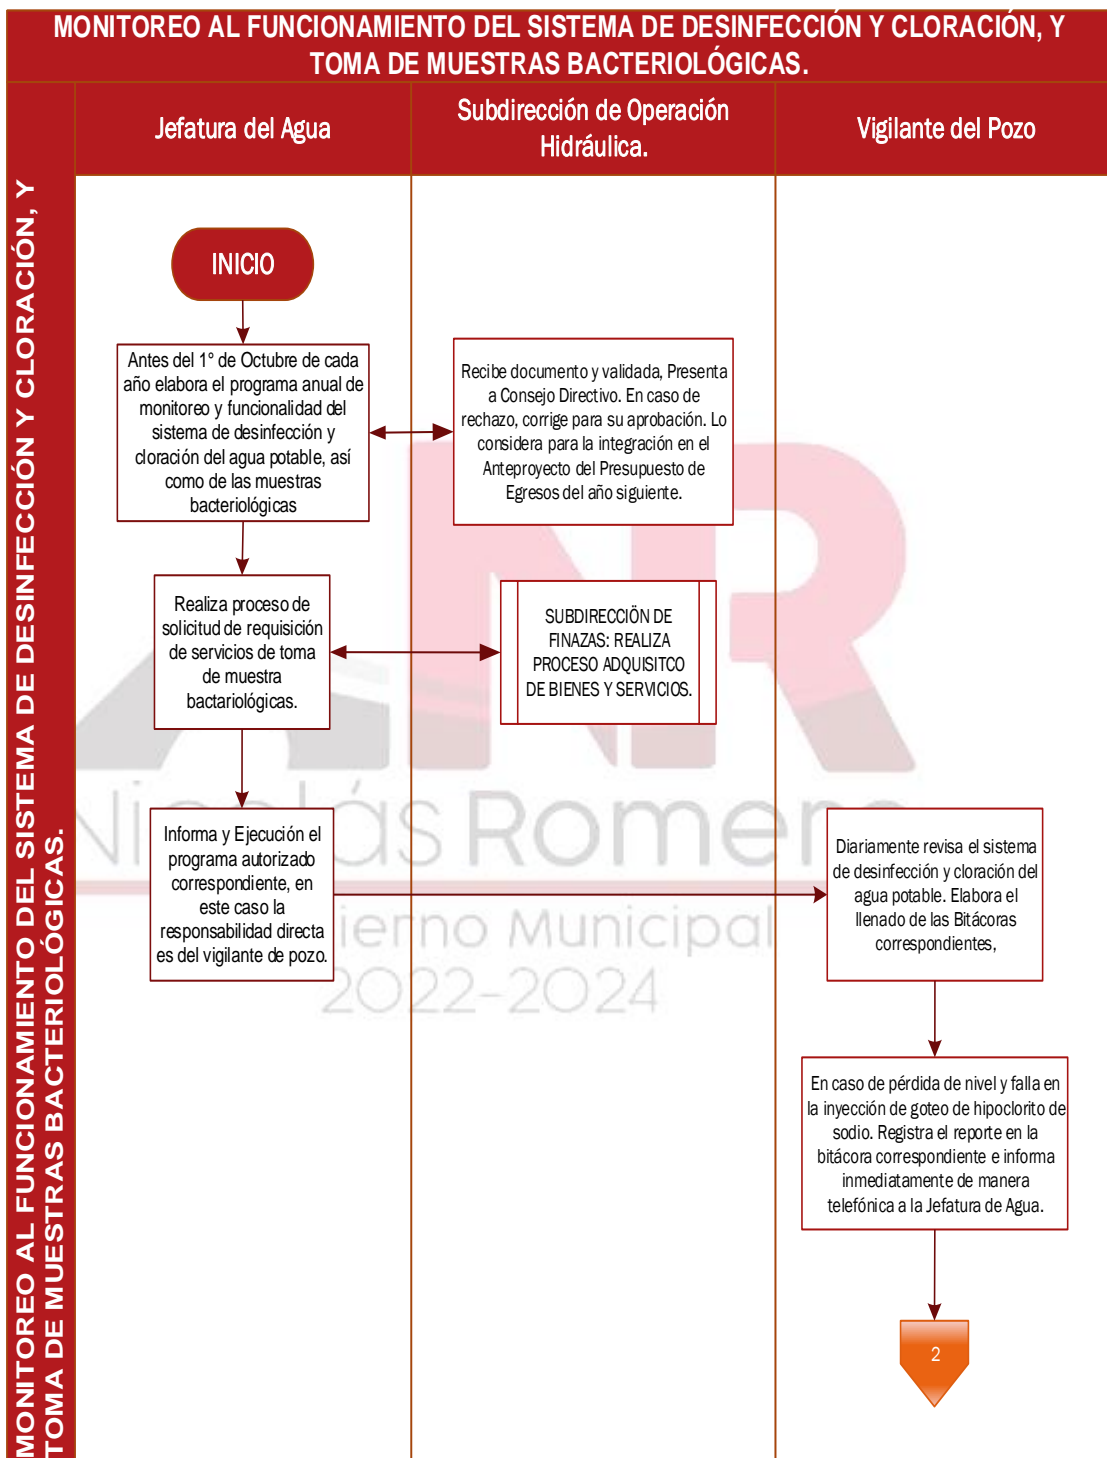 MONITOREO AL FUNCIONAMIENTO DEL SISTEMA DE DESINFECCIÓN Y CLORACIÓN, Y
TOMA DE MUESTRAS BACTERIOLÓGICAS.
MONITOREO AL FUNCIONAMIENTO DEL SISTEMA DE DESINFECCIÓN Y CLORACIÓN, Y
TOMA DE MUESTRAS BACTERIOLÓGICAS.
Jefatura del Agua
Subdirección de Operación
Hidráulica.
Vigilante del Pozo
INICIO
Antes del 1° de Octubre de cada
año elabora el programa anual de
monitoreo y funcionalidad del
sistema de desinfección y
cloración del agua potable, así
como de las muestras
bacteriológicas
Recibe documento y validada, Presenta
a Consejo Directivo. En caso de
rechazo, corrige para su aprobación. Lo
considera para la integración en el
Anteproyecto del Presupuesto de
Egresos del año siguiente.
Realiza proceso de
solicitud de requisición
de servicios de toma
de muestra
bactariológicas.
SUBDIRECCÖN DE
FINAZAS: REALIZA
PROCESO ADQUISITCO
DE BIENES Y SERVICIOS.
Informa y Ejecución el
programa autorizado
correspondiente, en
este caso la
responsabilidad directa
es del vigilante de pozo.
Diariamente revisa el sistema
de desinfección y cloración del
agua potable. Elabora el
llenado de las Bitácoras
correspondientes,
En caso de pérdida de nivel y falla en
la inyección de goteo de hipoclorito de
sodio. Registra el reporte en la
bitácora correspondiente e informa
inmediatamente de manera
telefónica a la Jefatura de Agua.
2
NR
Nicolás Romero
Gobierno Municipal
2022-2024